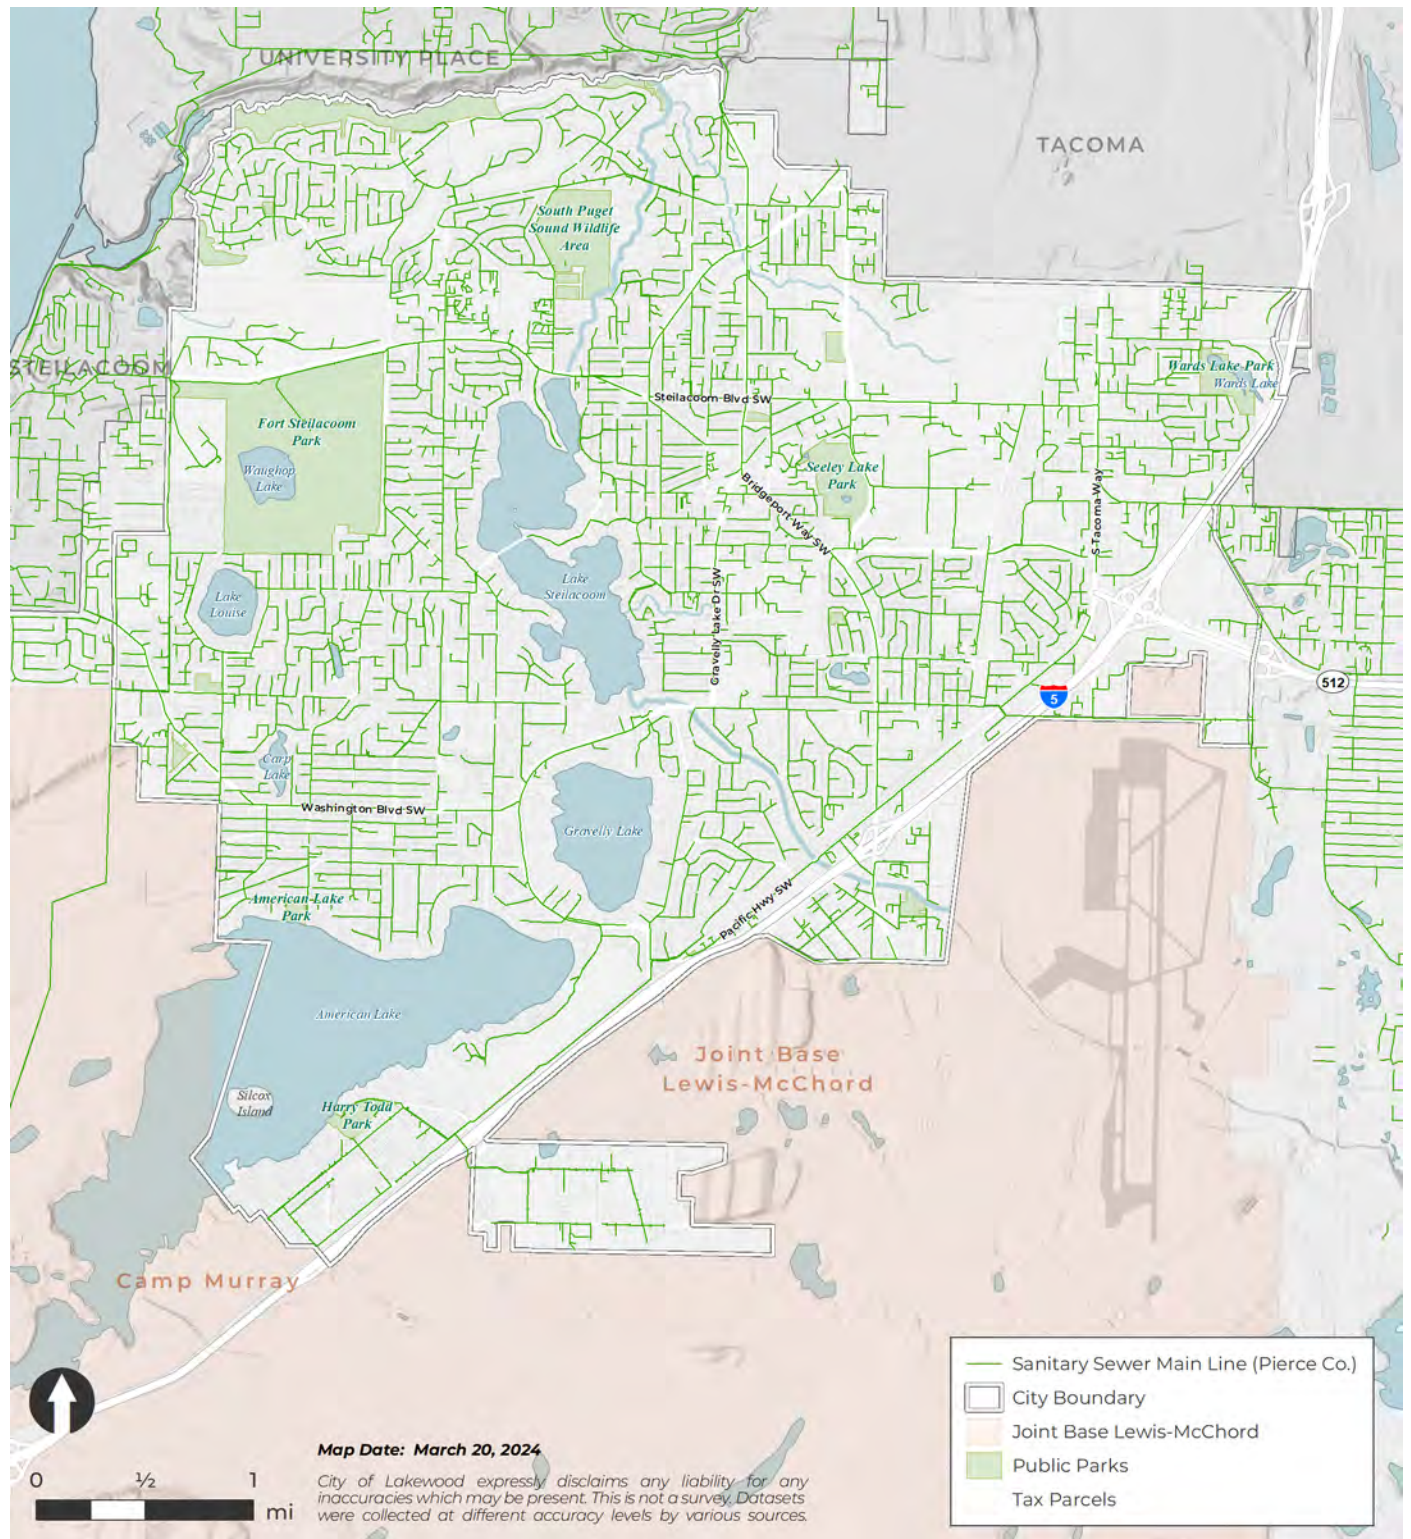 UNIVERSITY PLACE
TACOMA
South Puget
Sound Wildlife
Area
STEILACOOM
Wards Lake Park
Wards Lake
Steilacoom Blvd SW
Fort Steilacoom
Park
Waughop
Lake
Seeley Lake
Park
Bridgeport Way SW
S Tacoma Way
Lake
Steilacoom
Lake
Louise
Gravelly Lake Dr SW
512
5
Carp
Lake
Washington Blvd SW
Gravelly Lake
American Lake
Park
Pacific Hwy SW
American Lake
Joint Base
Lewis-McChord
Silcox
Island
Harry Todd
Park
Camp Murray
Sanitary Sewer Main Line (Pierce Co.)
City Boundary
Joint Base Lewis-McChord
Public Parks
Tax Parcels
Map Date: March 20, 2024
City of Lakewood expressly disclaims any liability for any
inaccuracies which may be present. This is not a survey. Datasets
were collected at different accuracy levels by various sources.
0 ½ 1
mi